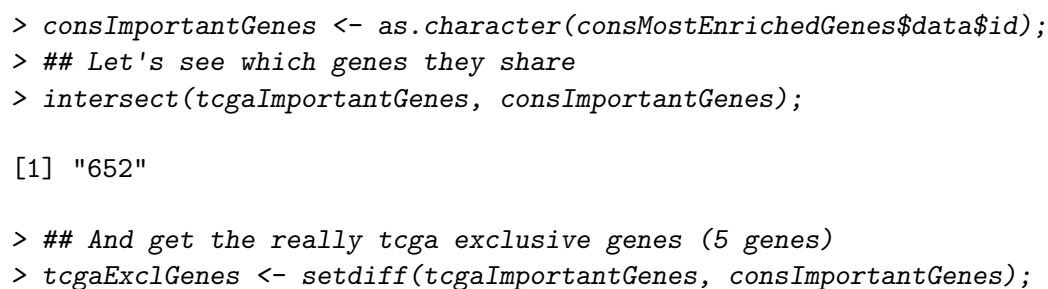 > consImportantGenes <- as.character(consMostEnrichedGenes$data$id);
> ## Let's see which genes they share
> intersect(tcgaImportantGenes, consImportantGenes);
[1] "652"
> ## And get the really tcga exclusive genes (5 genes)
> tcgaExclGenes <- setdiff(tcgaImportantGenes, consImportantGenes);